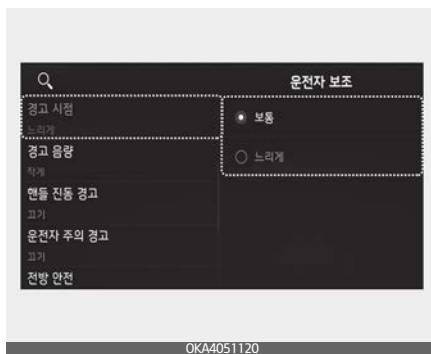 운전자 보조
경고 시점
느리게
경고 음량
작게
핸들 진동 경고
끄기
운전자 주의 경고
끄기
전방 안전
보통
느리게
OKA4051120